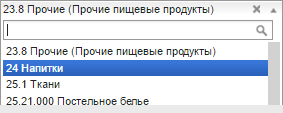 23.8 Прочие (Прочие пищевые продукты)
23.8 Прочие (Прочие пищевые продукты)
24 Напитки
25.1 Ткани
25.21.000 Постельное белье